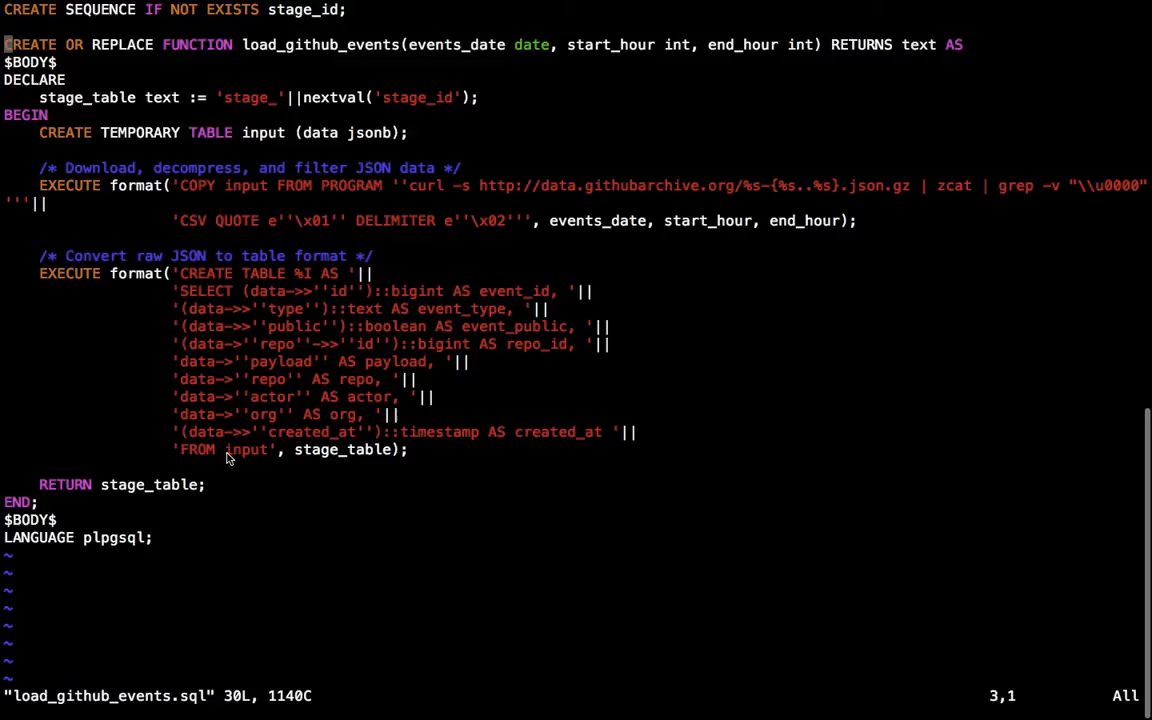 CREATE SEQUENCE IF NOT EXISTS stage_id;
CREATE OR REPLACE FUNCTION load_github_events(events_date date, start_hour int, end_hour int) RETURNS text AS
$BODY$
DECLARE
    stage_table text := 'stage_'||nextval('stage_id');
BEGIN
    CREATE TEMPORARY TABLE input (data jsonb);
    /* Download, decompress, and filter JSON data */
    EXECUTE format('COPY input FROM PROGRAM ''curl -s http://data.githubarchive.org/%s-{%s..%s}.json.gz | zcat | grep -v "\\u0000"
'''||
                   'CSV QUOTE e''\x01'' DELIMITER e''\x02''', events_date, start_hour, end_hour);
    /* Convert raw JSON to table format */
    EXECUTE format('CREATE TABLE %I AS '||
                   'SELECT (data->>''id'')::bigint AS event_id, '||
                   '(data->>''type'')::text AS event_type, '||
                   '(data->>''public'')::boolean AS event_public, '||
                   '(data->''repo''->>''id'')::bigint AS repo_id, '||
                   'data->''payload'' AS payload, '||
                   'data->''repo'' AS repo, '||
                   'data->''actor'' AS actor, '||
                   'data->''org'' AS org, '||
                   '(data->>''created_at'')::timestamp AS created_at '||
                   'FROM input', stage_table);
    RETURN stage_table;
END;
$BODY$
LANGUAGE plpgsql;
~
~
~
~
~
~
~
~
"load_github_events.sql" 30L, 1140C 3,1 All